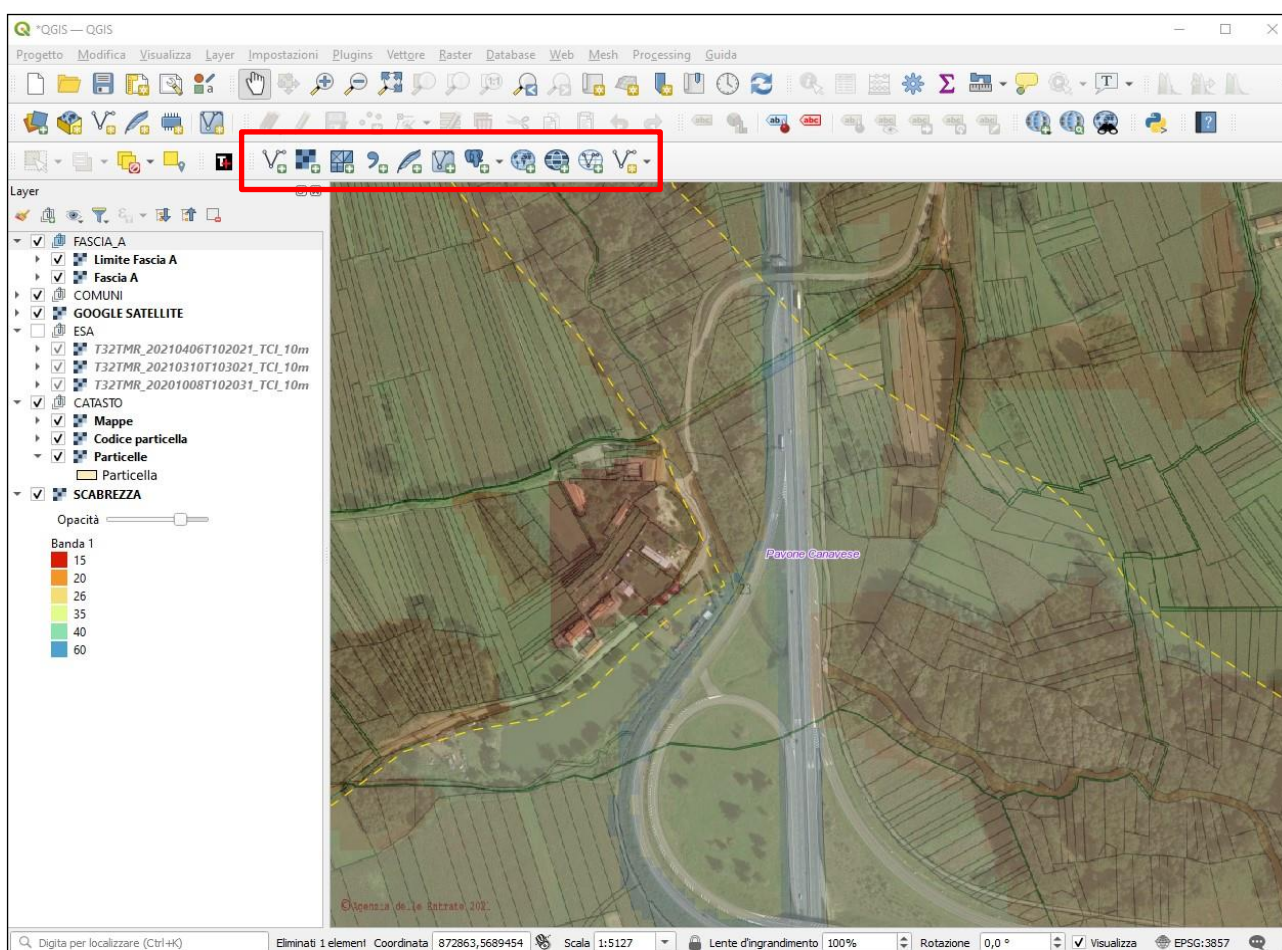 *QGIS — QGIS
Progetto Modifica Visualizza Layer Impostazioni Plugins Vettore Raster Database Web Mesh Processing Guida
Layer
FASCIA_A
Limite Fascia A
Fascia A
COMUNI
GOOGLE SATELLITE
ESA
T32TMR_20210406T102021_TCI_10m
T32TMR_20210310T103021_TCI_10m
T32TMR_20201008T102031_TCI_10m
CATASTO
Mappe
Codice particella
Particelle
Particella
SCABREZZA
Opacità
Banda 1
15
20
26
35
40
60
Pavone Canavese
23
Digita per localizzare (Ctrl+K) Eliminati 1 element Coordinata 872863,5689454 Scala 1:5127 Lente d'ingrandimento 100% Rotazione 0,0 ° Visualizza EPSG:3857